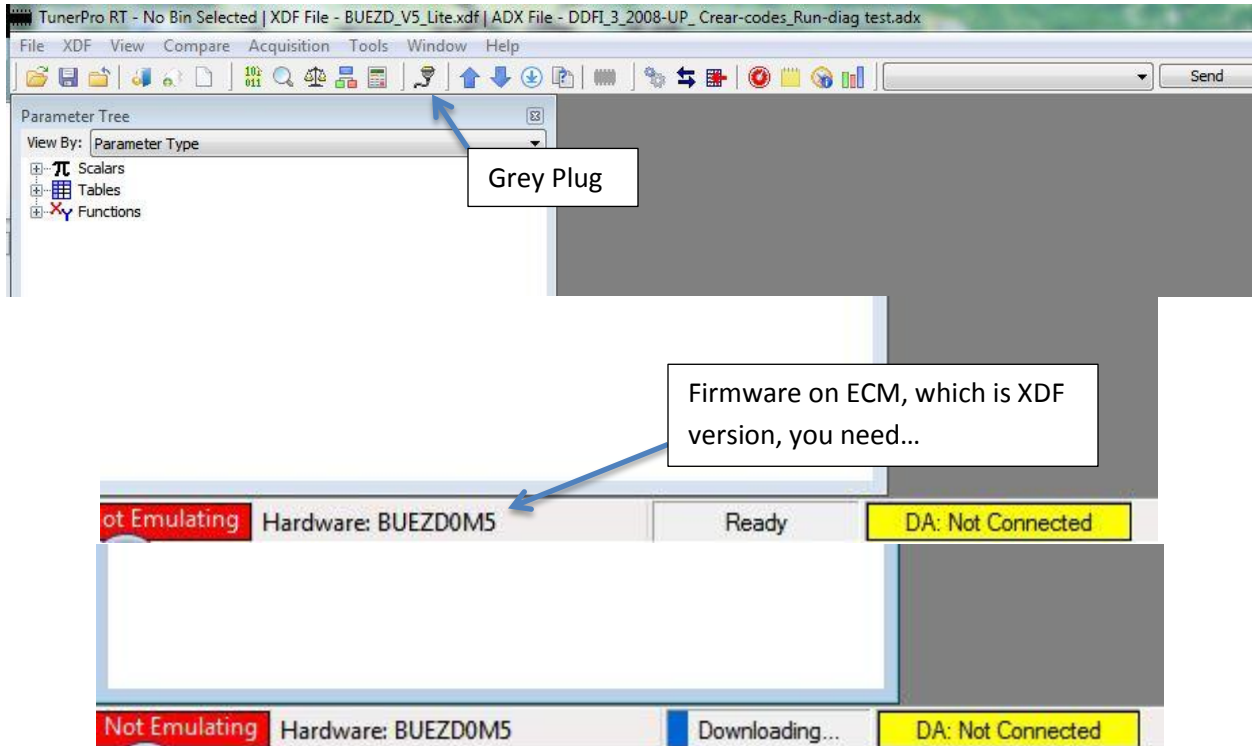 TunerPro RT - No Bin Selected | XDF File - BUEZD_V5_Lite.xdf | ADX File - DDFI_3_2008-UP_ Crear-codes_Run-diag test.adx
File XDF View Compare Acquisition Tools Window Help
Send
Parameter Tree
View By: Parameter Type
Scalars
Tables
Functions
Grey Plug
Firmware on ECM, which is XDF
version, you need…
ot Emulating Hardware: BUEZD0M5 Ready DA: Not Connected
Not Emulating Hardware: BUEZD0M5 Downloading... DA: Not Connected